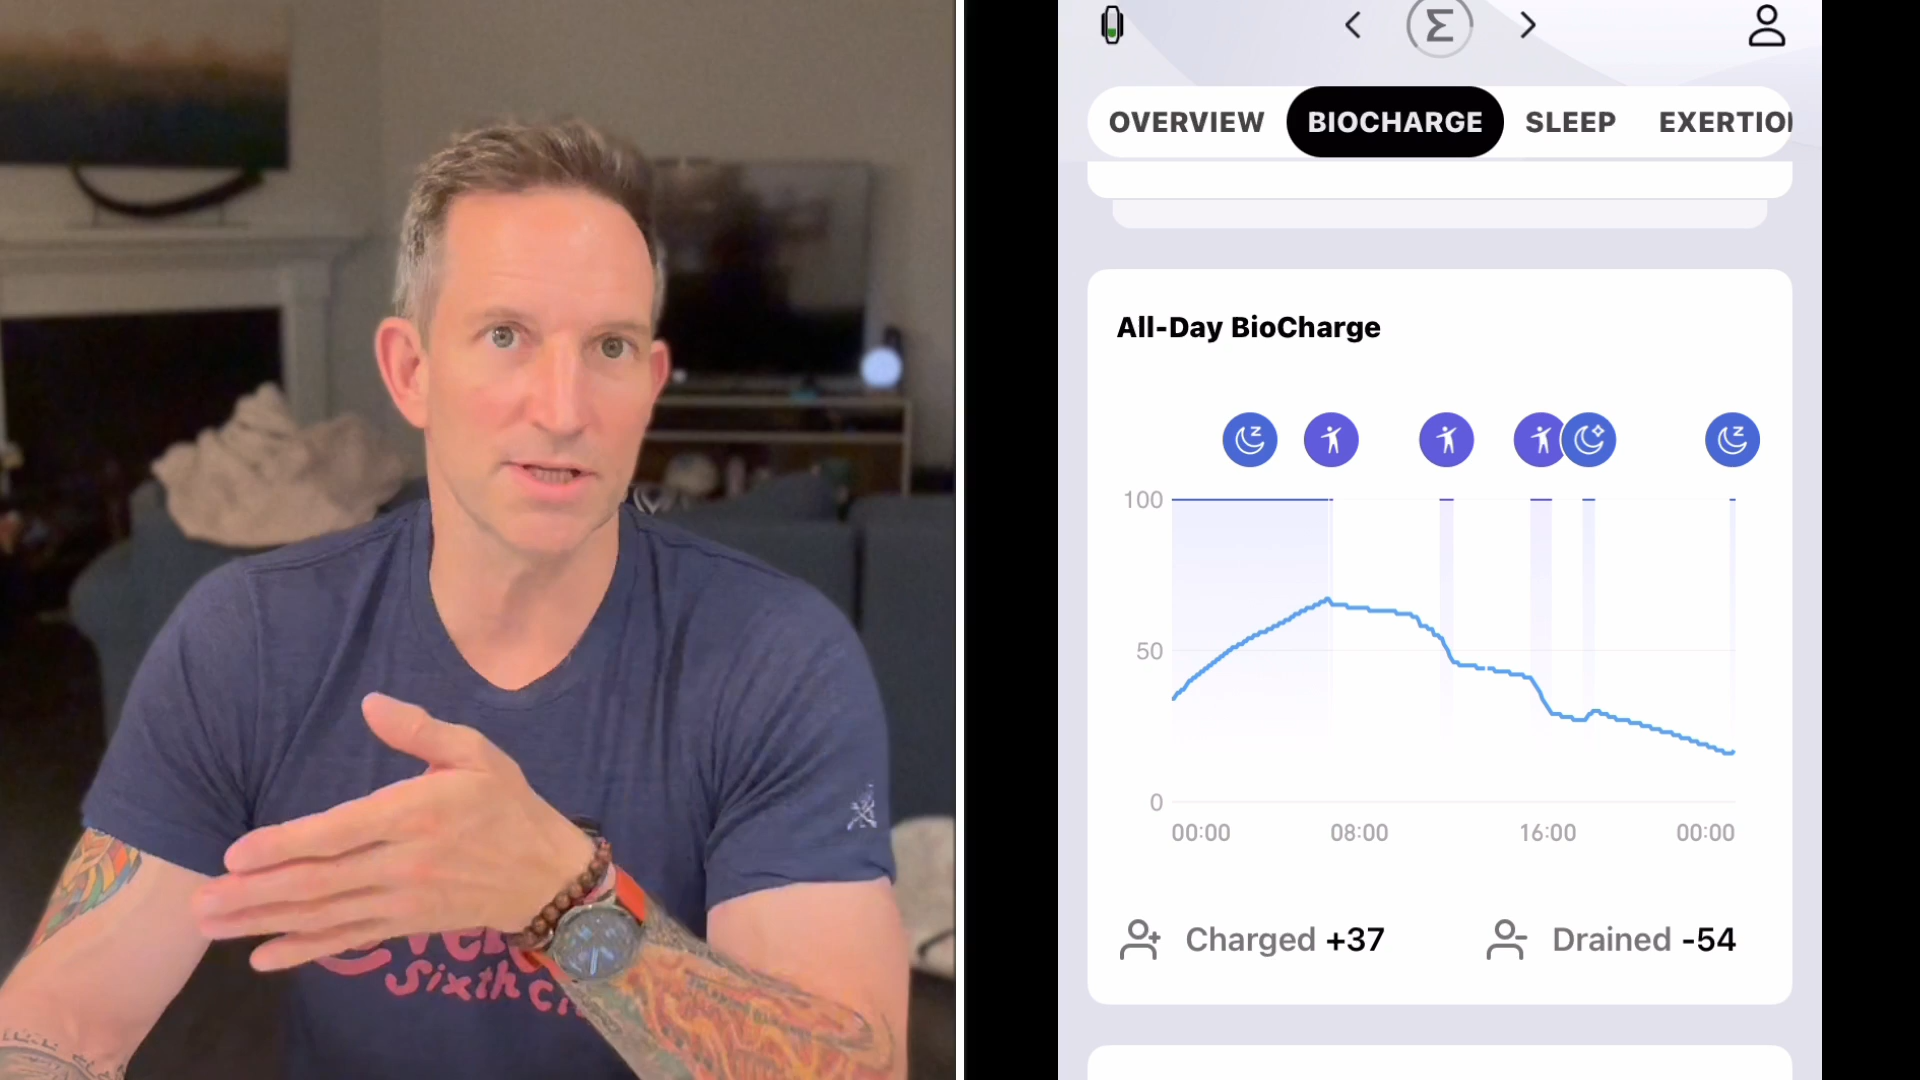 OVERVIEW BIOCHARGE SLEEP EXERTIO
All-Day BioCharge
100
50
0
00:00 08:00 16:00 00:00
Charged +37 Drained -54
Sixth Ci